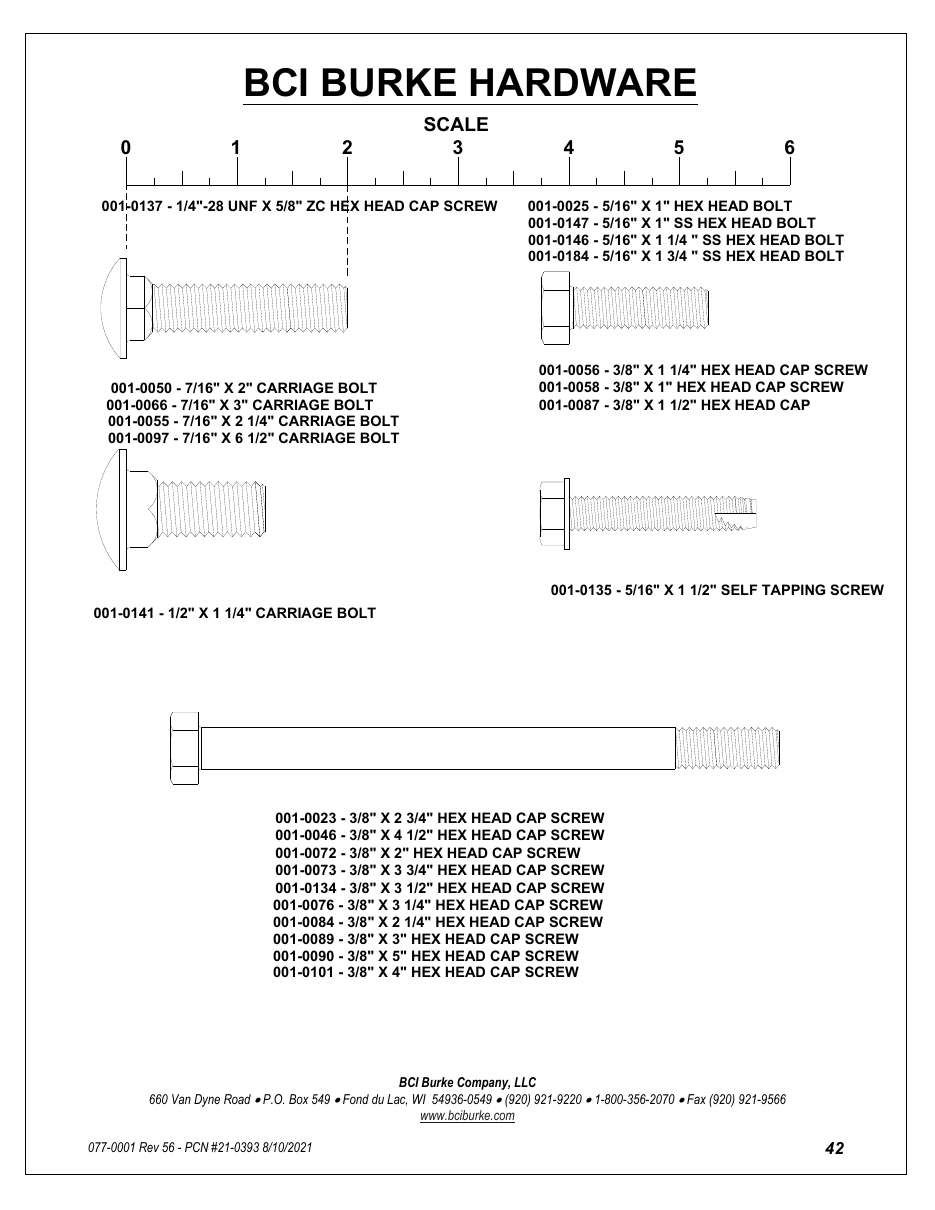 BCI BURKE HARDWARE
SCALE
0 1 2 3 4 5 6
001-0137 - 1/4"-28 UNF X 5/8" ZC HEX HEAD CAP SCREW
001-0025 - 5/16" X 1" HEX HEAD BOLT
001-0147 - 5/16" X 1" SS HEX HEAD BOLT
001-0146 - 5/16" X 1 1/4 " SS HEX HEAD BOLT
001-0184 - 5/16" X 1 3/4 " SS HEX HEAD BOLT
001-0050 - 7/16" X 2" CARRIAGE BOLT
001-0066 - 7/16" X 3" CARRIAGE BOLT
001-0055 - 7/16" X 2 1/4" CARRIAGE BOLT
001-0097 - 7/16" X 6 1/2" CARRIAGE BOLT
001-0056 - 3/8" X 1 1/4" HEX HEAD CAP SCREW
001-0058 - 3/8" X 1" HEX HEAD CAP SCREW
001-0087 - 3/8" X 1 1/2" HEX HEAD CAP
001-0135 - 5/16" X 1 1/2" SELF TAPPING SCREW
001-0141 - 1/2" X 1 1/4" CARRIAGE BOLT
001-0023 - 3/8" X 2 3/4" HEX HEAD CAP SCREW
001-0046 - 3/8" X 4 1/2" HEX HEAD CAP SCREW
001-0072 - 3/8" X 2" HEX HEAD CAP SCREW
001-0073 - 3/8" X 3 3/4" HEX HEAD CAP SCREW
001-0134 - 3/8" X 3 1/2" HEX HEAD CAP SCREW
001-0076 - 3/8" X 3 1/4" HEX HEAD CAP SCREW
001-0084 - 3/8" X 2 1/4" HEX HEAD CAP SCREW
001-0089 - 3/8" X 3" HEX HEAD CAP SCREW
001-0090 - 3/8" X 5" HEX HEAD CAP SCREW
001-0101 - 3/8" X 4" HEX HEAD CAP SCREW
BCI Burke Company, LLC
660 Van Dyne Road • P.O. Box 549 • Fond du Lac, WI  54936-0549 • (920) 921-9220 • 1-800-356-2070 • Fax (920) 921-9566
www.bciburke.com
077-0001 Rev 56 - PCN #21-0393 8/10/2021
42